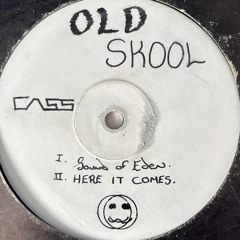 OLD
SKOOL
CASS
I. Sound of Eden.
II. HERE IT COMES.